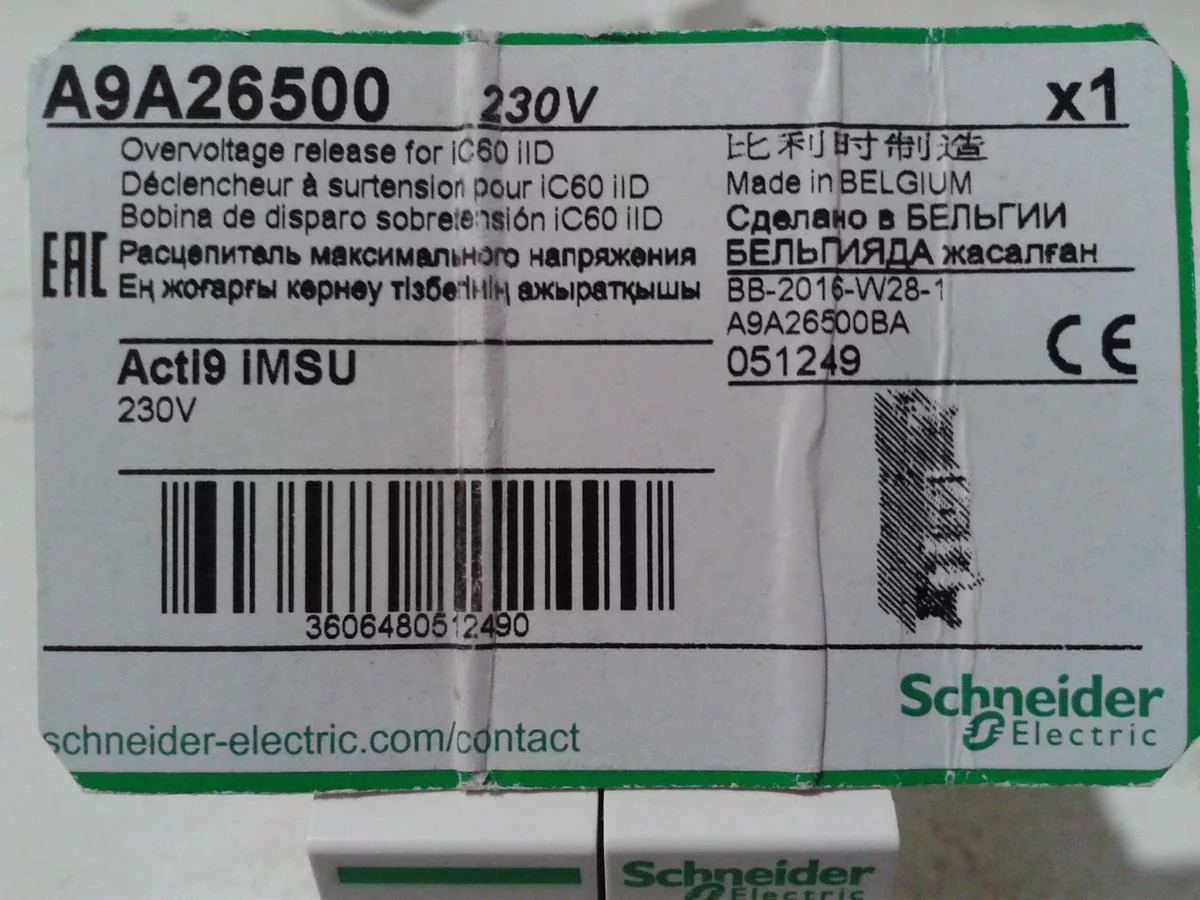 A9A26500 230V x1
Overvoltage release for iC60 iID
Déclencheur à surtension pour iC60 iID
Bobina de disparo sobretensión iC60 iID
EAC
Расцепитель максимального напряжения
Ең жоғарғы кернеу тізбегінің ажыратқышы
比利时制造
Made in BELGIUM
Сделано в БЕЛЬГИИ
БЕЛЬГИЯДА жасалған
BB-2016-W28-1
A9A26500BA
051249
CE
Acti9 iMSU
230V
3606480512490
schneider-electric.com/contact
Schneider
Electric
Schneider
Electric